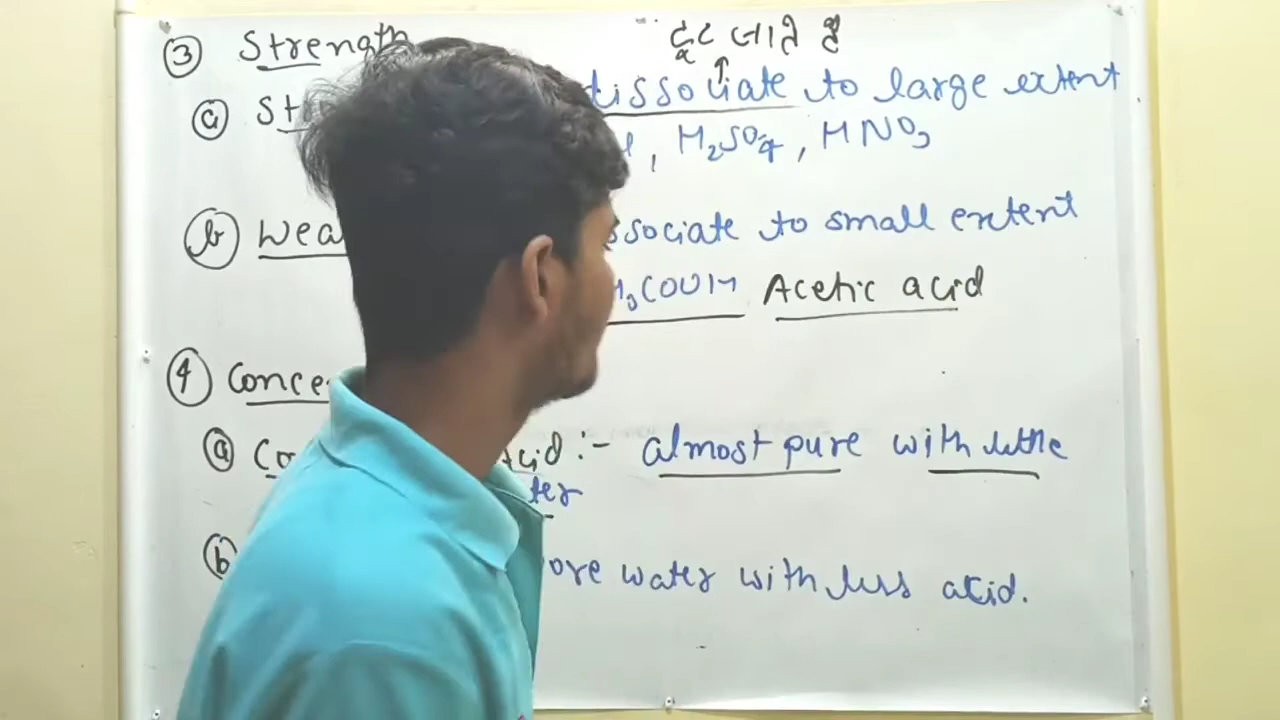 ③ Strength टूट जाते है
ⓐ St dissociate to large extent
, H₂SO₄, HNO₃
ⓑ Wea ssociate to small extent
H₃COOH Acetic acid
④ Conce
ⓐ Co Acid :- almost pure with little
ter
ⓑ ore water with less acid.